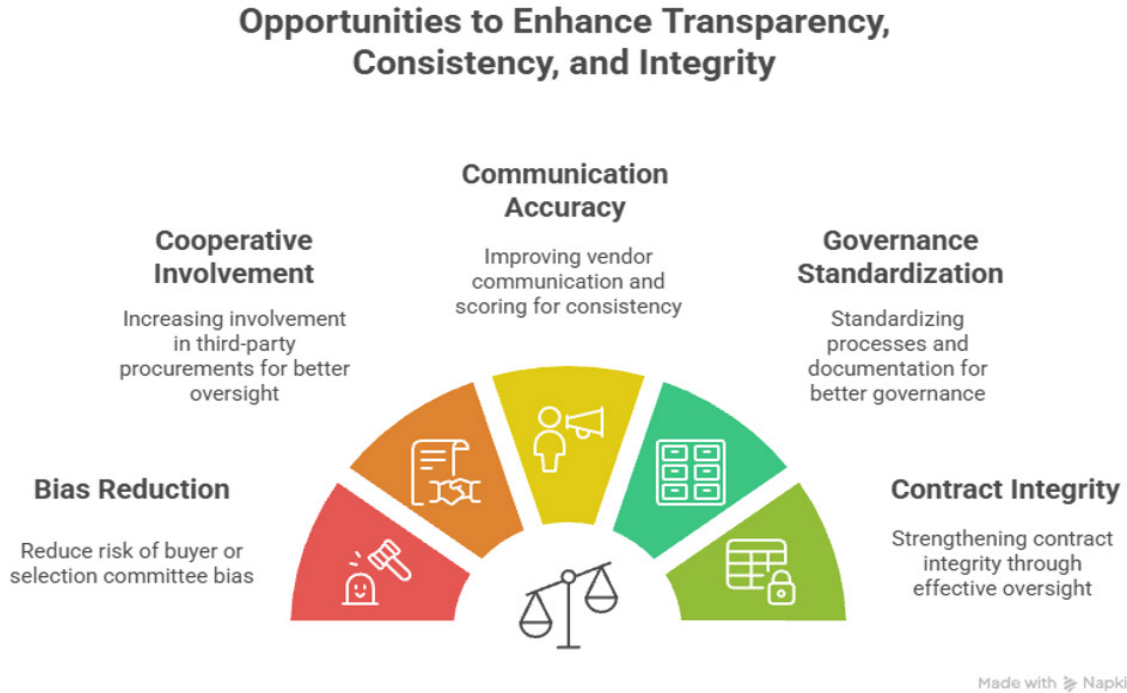 Opportunities to Enhance Transparency,
Consistency, and Integrity
Communication
Accuracy
Improving vendor
communication and
scoring for consistency
Cooperative
Involvement
Increasing involvement
in third-party
procurements for better
oversight
Governance
Standardization
Standardizing
processes and
documentation for
better governance
Bias Reduction
Reduce risk of buyer or
selection committee bias
Contract Integrity
Strengthening contract
integrity through
effective oversight
Made with Napki